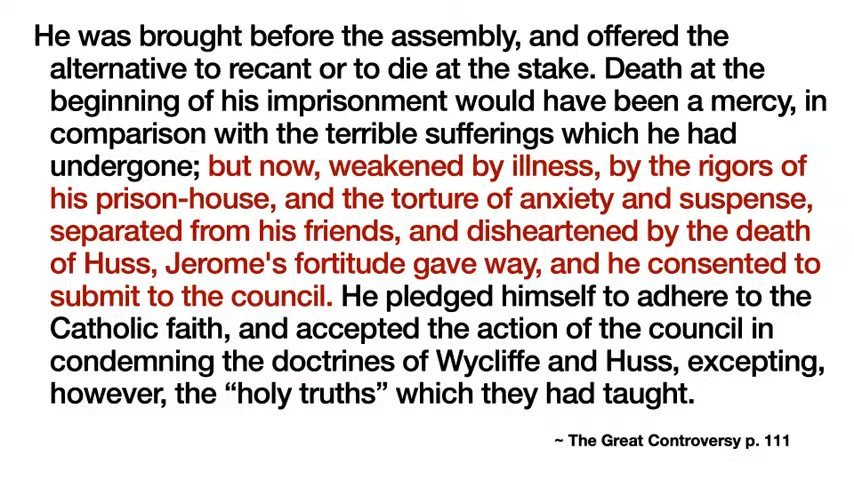 He was brought before the assembly, and offered the
alternative to recant or to die at the stake. Death at the
beginning of his imprisonment would have been a mercy, in
comparison with the terrible sufferings which he had
undergone; but now, weakened by illness, by the rigors of
his prison-house, and the torture of anxiety and suspense,
separated from his friends, and disheartened by the death
of Huss, Jerome's fortitude gave way, and he consented to
submit to the council. He pledged himself to adhere to the
Catholic faith, and accepted the action of the council in
condemning the doctrines of Wycliffe and Huss, excepting,
however, the “holy truths” which they had taught.
~ The Great Controversy p. 111